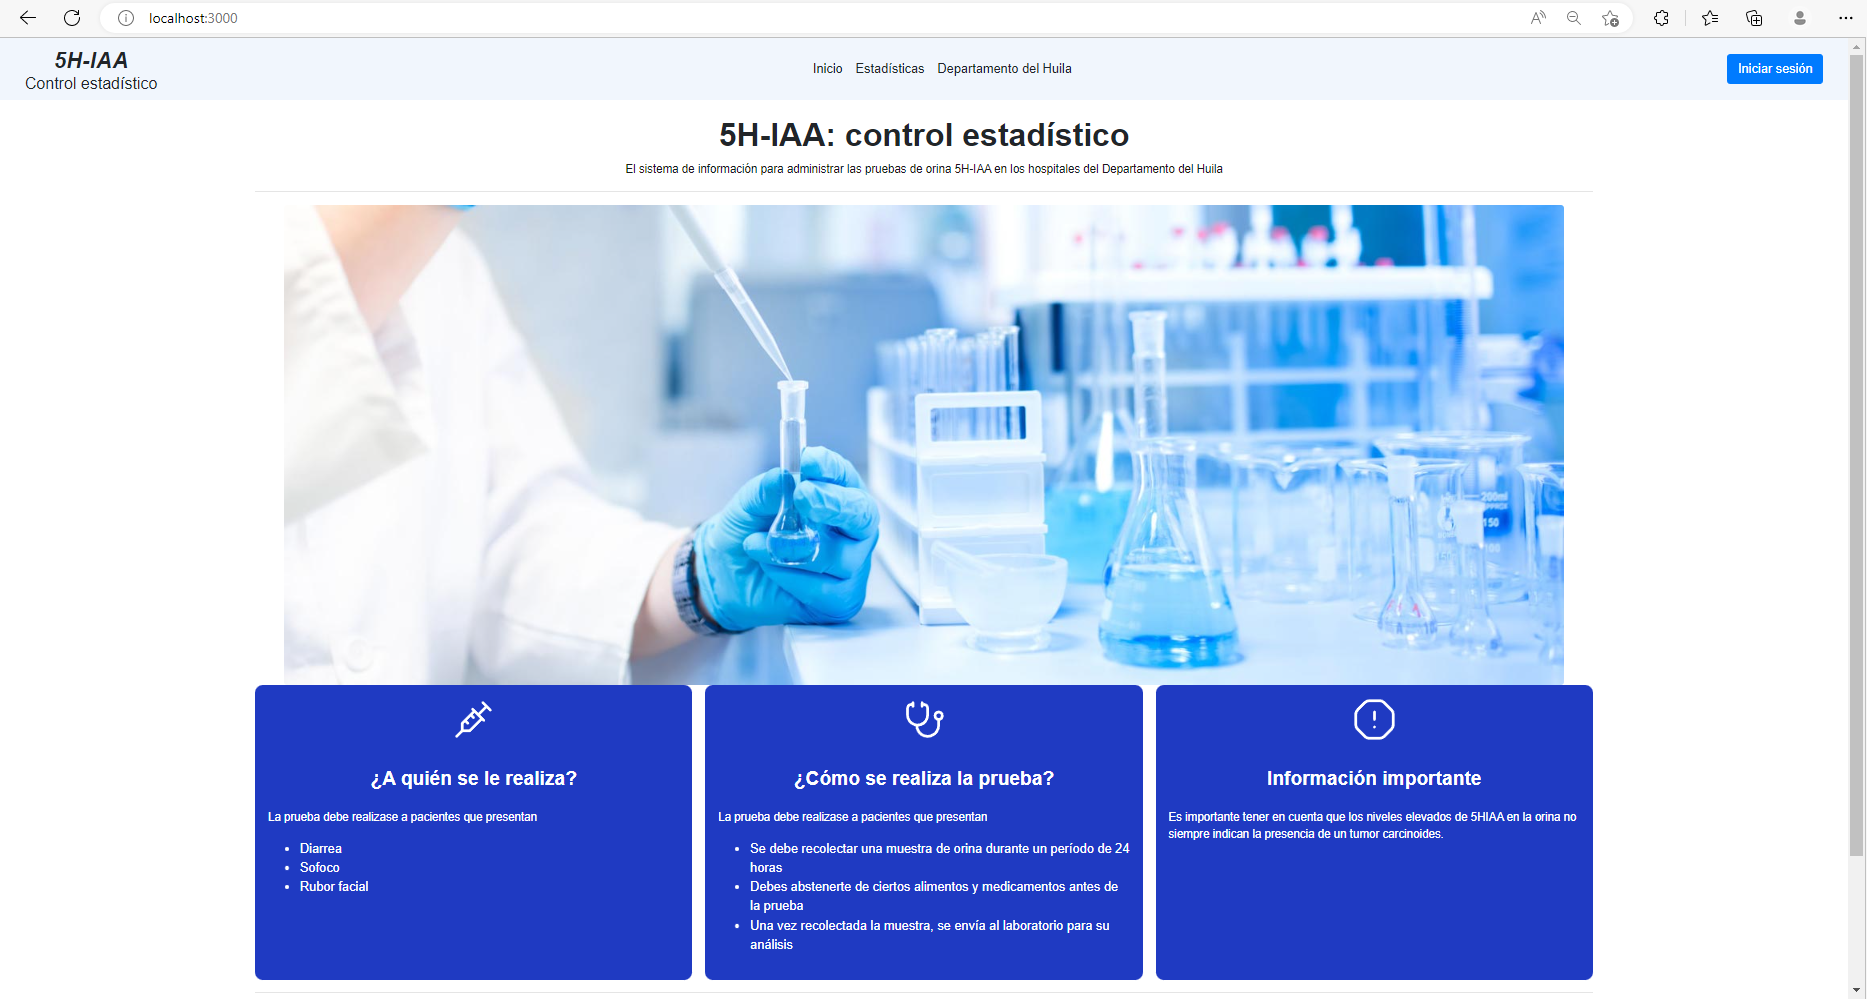 localhost:3000
5H-IAA
Control estadístico
Inicio Estadísticas Departamento del Huila
Iniciar sesión
5H-IAA: control estadístico
El sistema de información para administrar las pruebas de orina 5H-IAA en los hospitales del Departamento del Huila
200ml
150
100
¿A quién se le realiza?
La prueba debe realizase a pacientes que presentan
• Diarrea
• Sofoco
• Rubor facial
¿Cómo se realiza la prueba?
La prueba debe realizase a pacientes que presentan
• Se debe recolectar una muestra de orina durante un período de 24
horas
• Debes abstenerte de ciertos alimentos y medicamentos antes de
la prueba
• Una vez recolectada la muestra, se envía al laboratorio para su
análisis
Información importante
Es importante tener en cuenta que los niveles elevados de 5HIAA en la orina no
siempre indican la presencia de un tumor carcinoides.